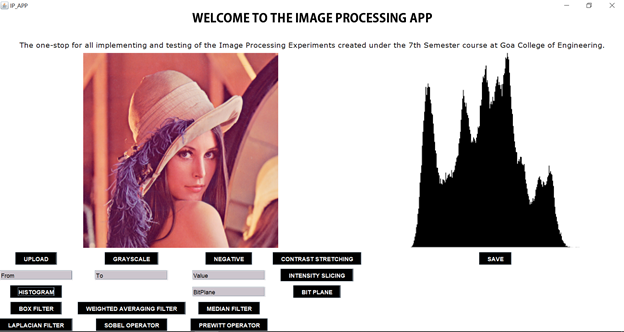 IP_APP
WELCOME TO THE IMAGE PROCESSING APP
The one-stop for all implementing and testing of the Image Processing Experiments created under the 7th Semester course at Goa College of Engineering.
UPLOAD GRAYSCALE NEGATIVE CONTRAST STRETCHING SAVE
From To Value INTENSITY SLICING
HISTOGRAM BitPlane BIT PLANE
BOX FILTER WEIGHTED AVERAGING FILTER MEDIAN FILTER
LAPLACIAN FILTER SOBEL OPERATOR PREWITT OPERATOR